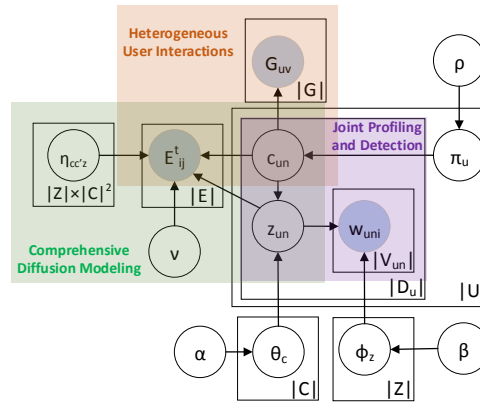 Heterogeneous
User Interactions
G_uv
|G|
ρ
η_cc'z
|Z|×|C|²
E^t_ij
|E|
c_un
Joint Profiling
and Detection
π_u
z_un
w_uni
|V_un|
Comprehensive
Diffusion Modeling
ν
|D_u|
|U
α
θ_c
|C|
ϕ_z
|Z|
β